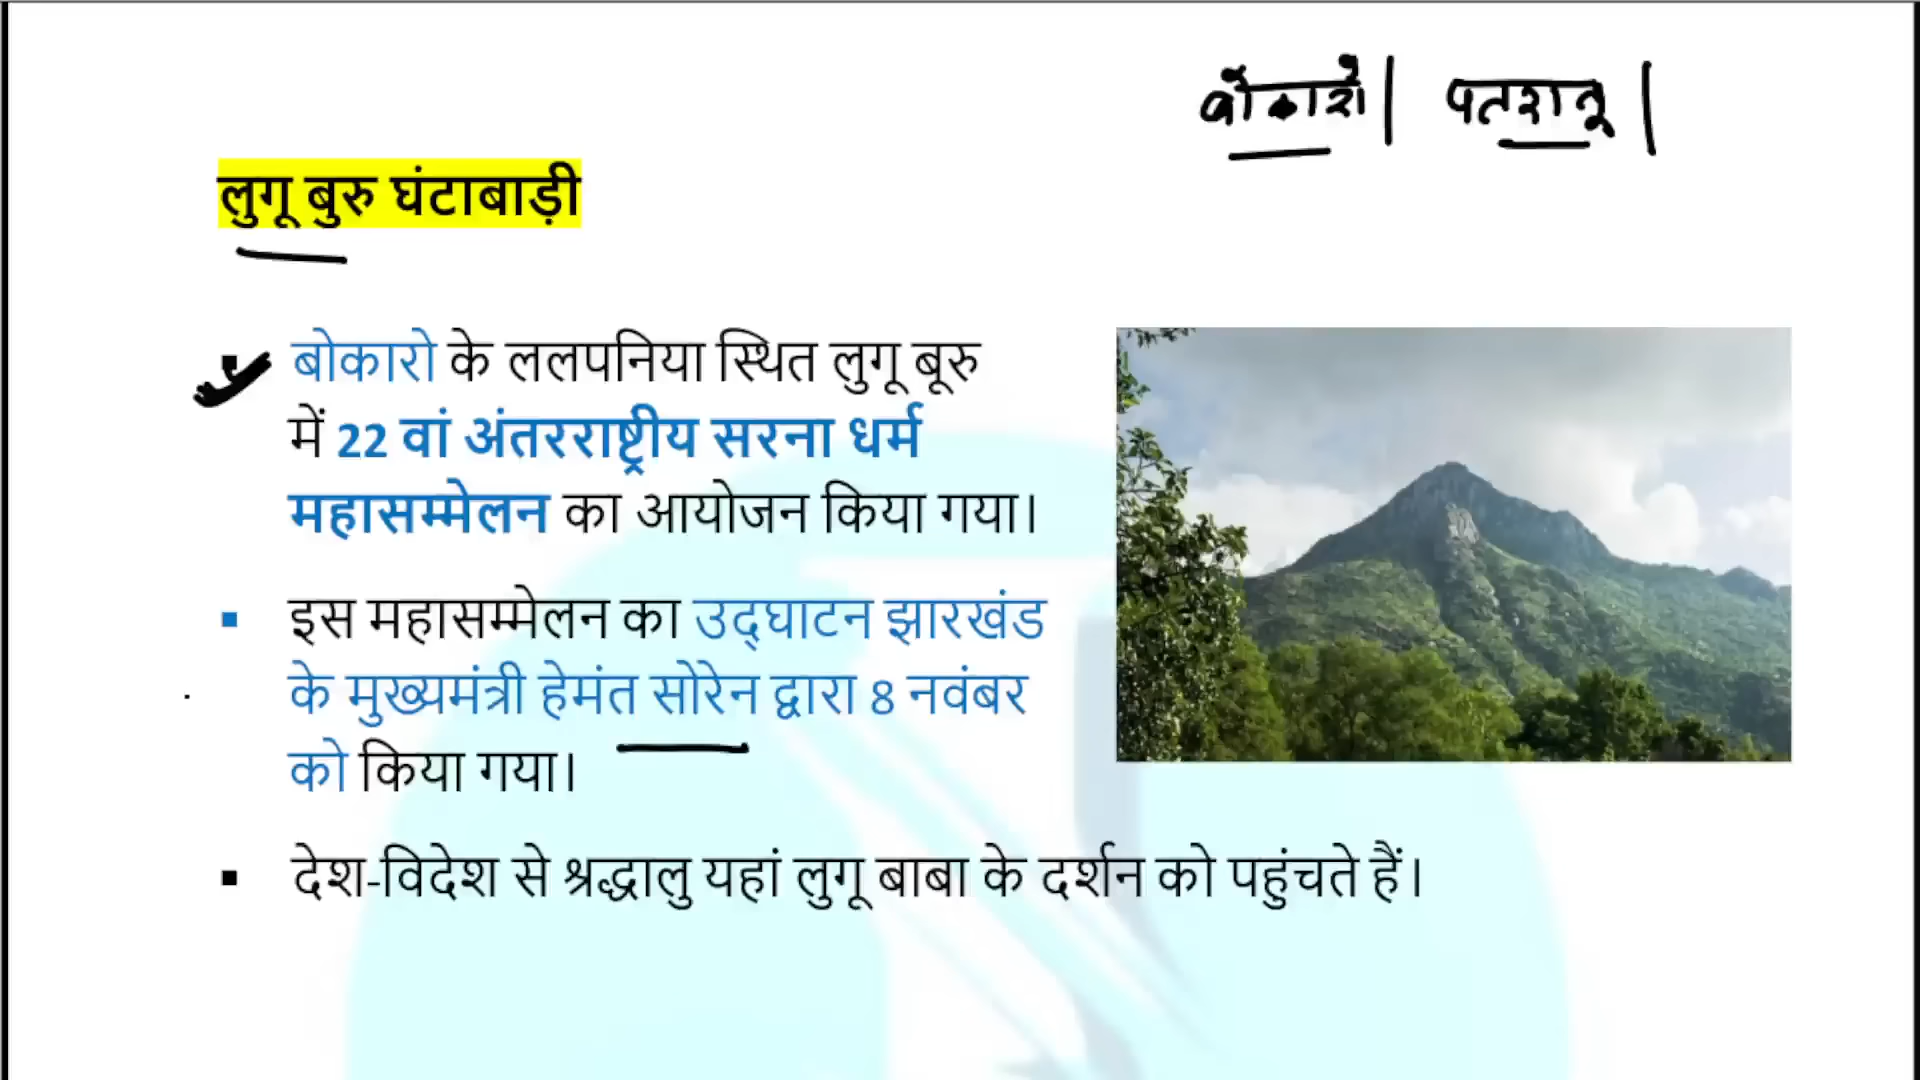 बोकारो| पतरातू|
लुगू बुरु घंटाबाड़ी
बोकारो के ललपनिया स्थित लुगू बूरु
में 22 वां अंतरराष्ट्रीय सरना धर्म
महासम्मेलन का आयोजन किया गया।
▪ इस महासम्मेलन का उद्घाटन झारखंड
के मुख्यमंत्री हेमंत सोरेन द्वारा 8 नवंबर
को किया गया।
▪ देश-विदेश से श्रद्धालु यहां लुगू बाबा के दर्शन को पहुंचते हैं।